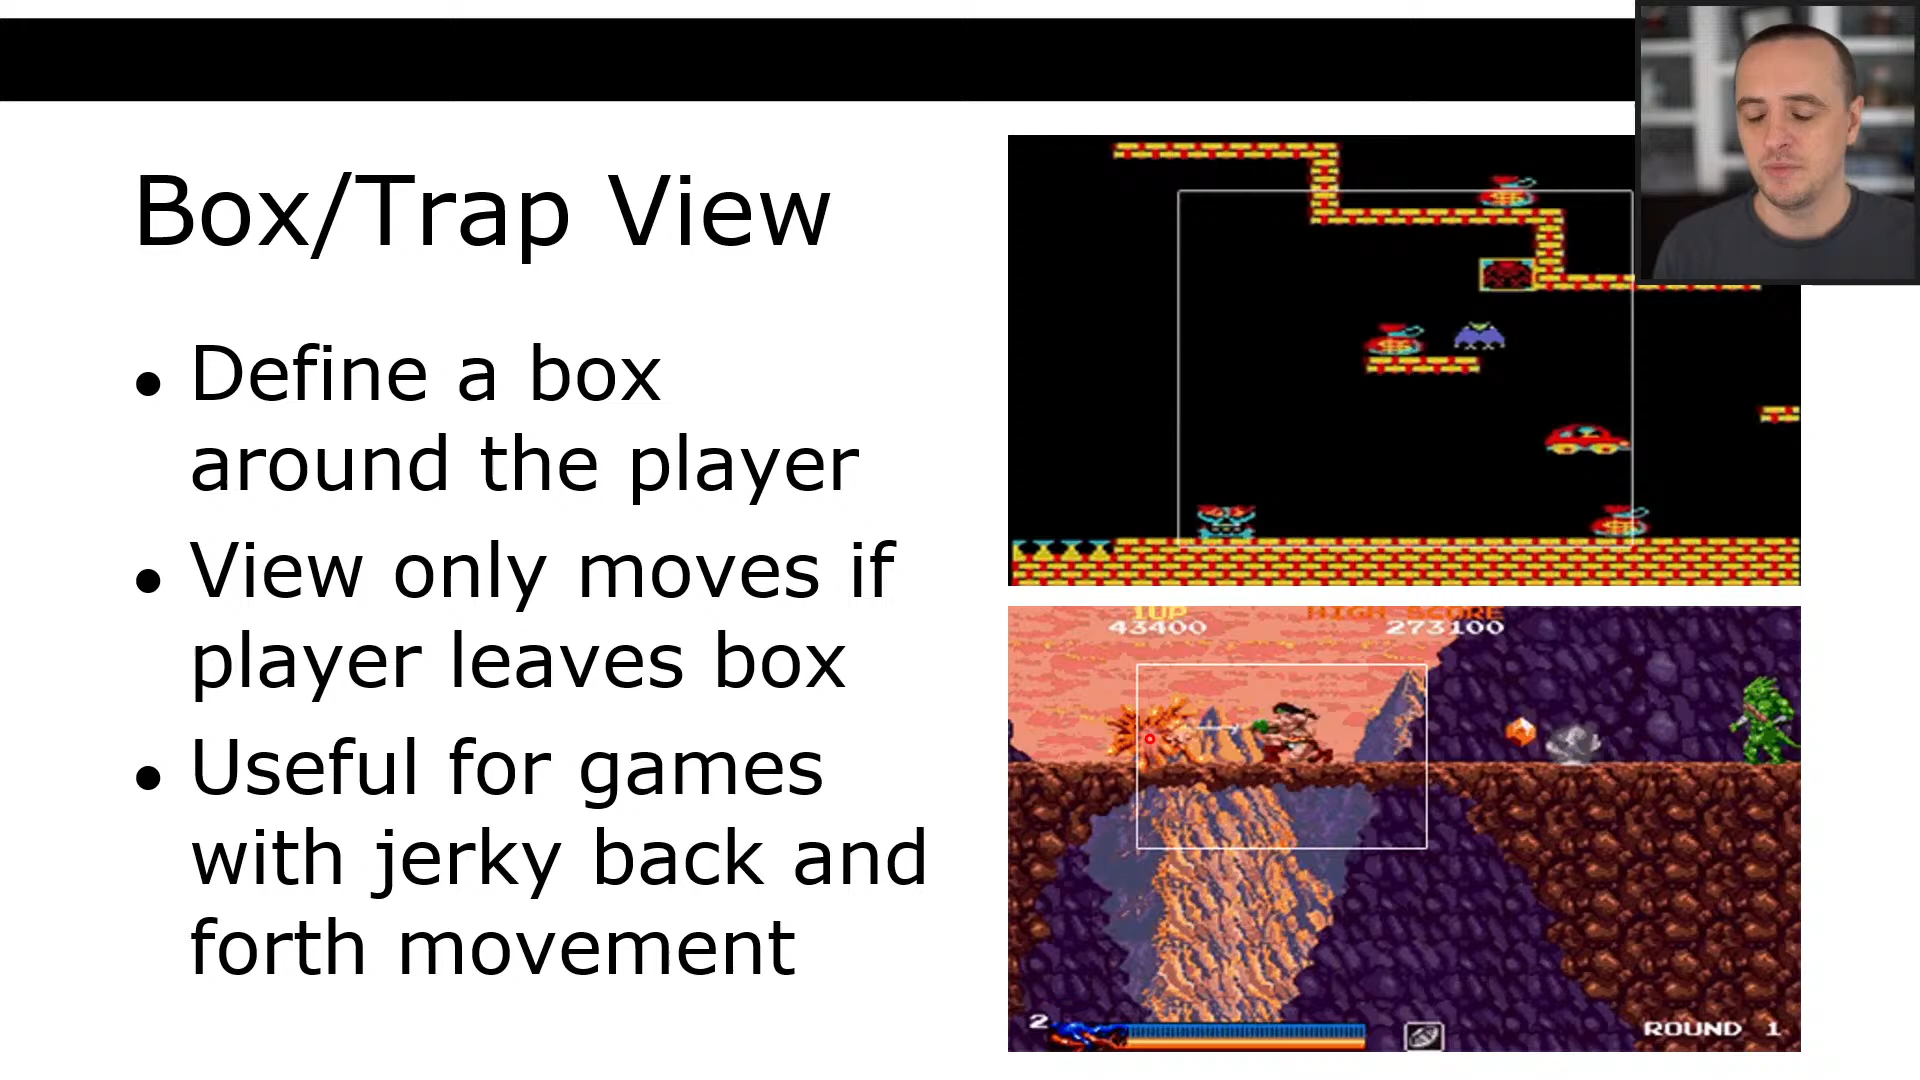 Box/Trap View
• Define a box
around the player
• View only moves if
player leaves box
• Useful for games
with jerky back and
forth movement
1UP
HIGH SCORE
43400
273100
2
ROUND 1